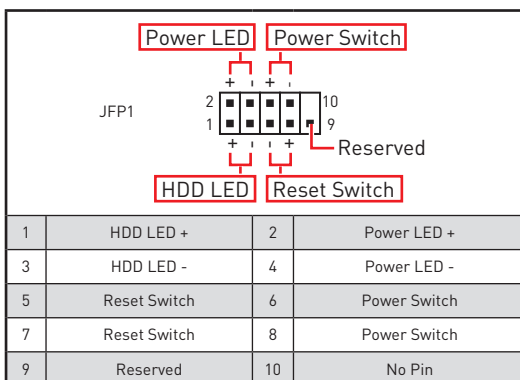 Power LED Power Switch
+ - + -
JFP1
2 10
1 9
+ - - +
Reserved
HDD LED Reset Switch
1 HDD LED + 2 Power LED +
3 HDD LED - 4 Power LED -
5 Reset Switch 6 Power Switch
7 Reset Switch 8 Power Switch
9 Reserved 10 No Pin